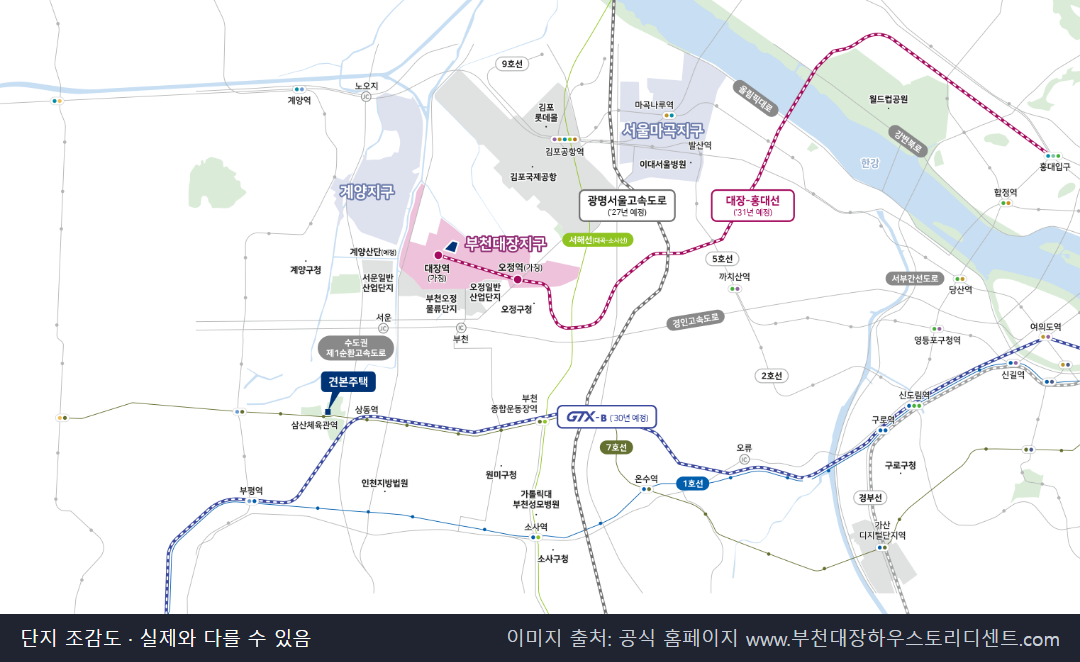 9호선
노오지
JC
계양역
김포
롯데몰
마곡나루역
올림픽대로
월드컵공원
서울마곡지구
발산역
강변북로
김포공항역
이대서울병원
한강
홍대입구
김포국제공항
계양지구
합정역
광명서울고속도로
('27년 예정)
대장-홍대선
('31년 예정)
부천대장지구
서해선(대곡-소사선)
계양산단(예정)
5호선
계양구청
대장역
(가정)
오정역(가정)
까치산역
서부간선도로
서운일반
산업단지
오정일반
산업단지
당산역
부천오정
물류단지
오정구청
서운
JC
JC
부천
경인고속도로
여의도역
영등포구청역
수도권
제1순환고속도로
견본주택
2호선
신길역
상동역
부천
종합운동장역
신도림역
GTX-B ('30년 예정)
삼산체육관역
구로역
7호선
오류
JC
구로구청
원미구청
온수역
1호선
부평역
인천지방법원
가톨릭대
부천성모병원
경부선
소사역
가산
디지털단지역
소사구청
단지 조감도 · 실제와 다를 수 있음
이미지 출처: 공식 홈페이지 www.부천대장하우스토리디센트.com